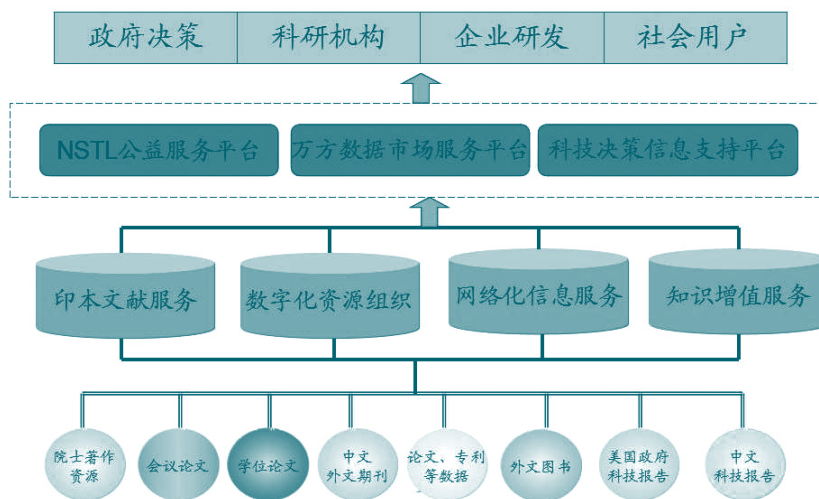 政府决策 科研机构 企业研发 社会用户
NSTL公益服务平台 万方数据市场服务平台 科技决策信息支持平台
印本文献服务 数字化资源组织 网络化信息服务 知识增值服务
院士著作
资源
会议论文
学位论文
中文
外文期刊
论文、专利
等数据
外文图书
美国政府
科技报告
中文
科技报告